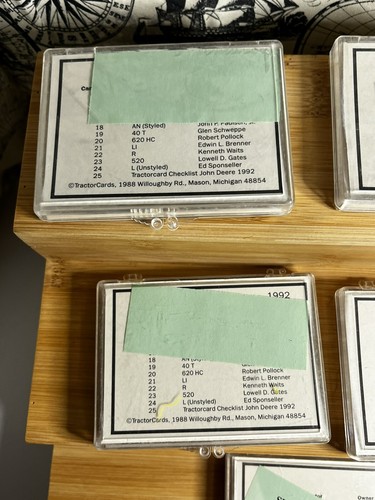 Ca
18 AN (Styled)
19 40 T Glen Schweppe
20 620 HC Robert Pollock
21 LI Edwin L. Brenner
22 R Kenneth Waits
23 520 Lowell D. Gates
24 L (Unstyled) Ed Sponseller
25 Tractorcard Checklist John Deere 1992
©TractorCards, 1988 Willoughby Rd., Mason, Michigan 48854
1992
18
19 40 T
20 620 HC Robert Pollock
21 LI Edwin L. Brenner
22 R Kenneth Waits
23 520 Lowell D. Gates
24 L (Unstyled) Ed Sponseller
25 Tractorcard Checklist John Deere 1992
©TractorCards, 1988 Willoughby Rd., Mason, Michigan 48854
Owner